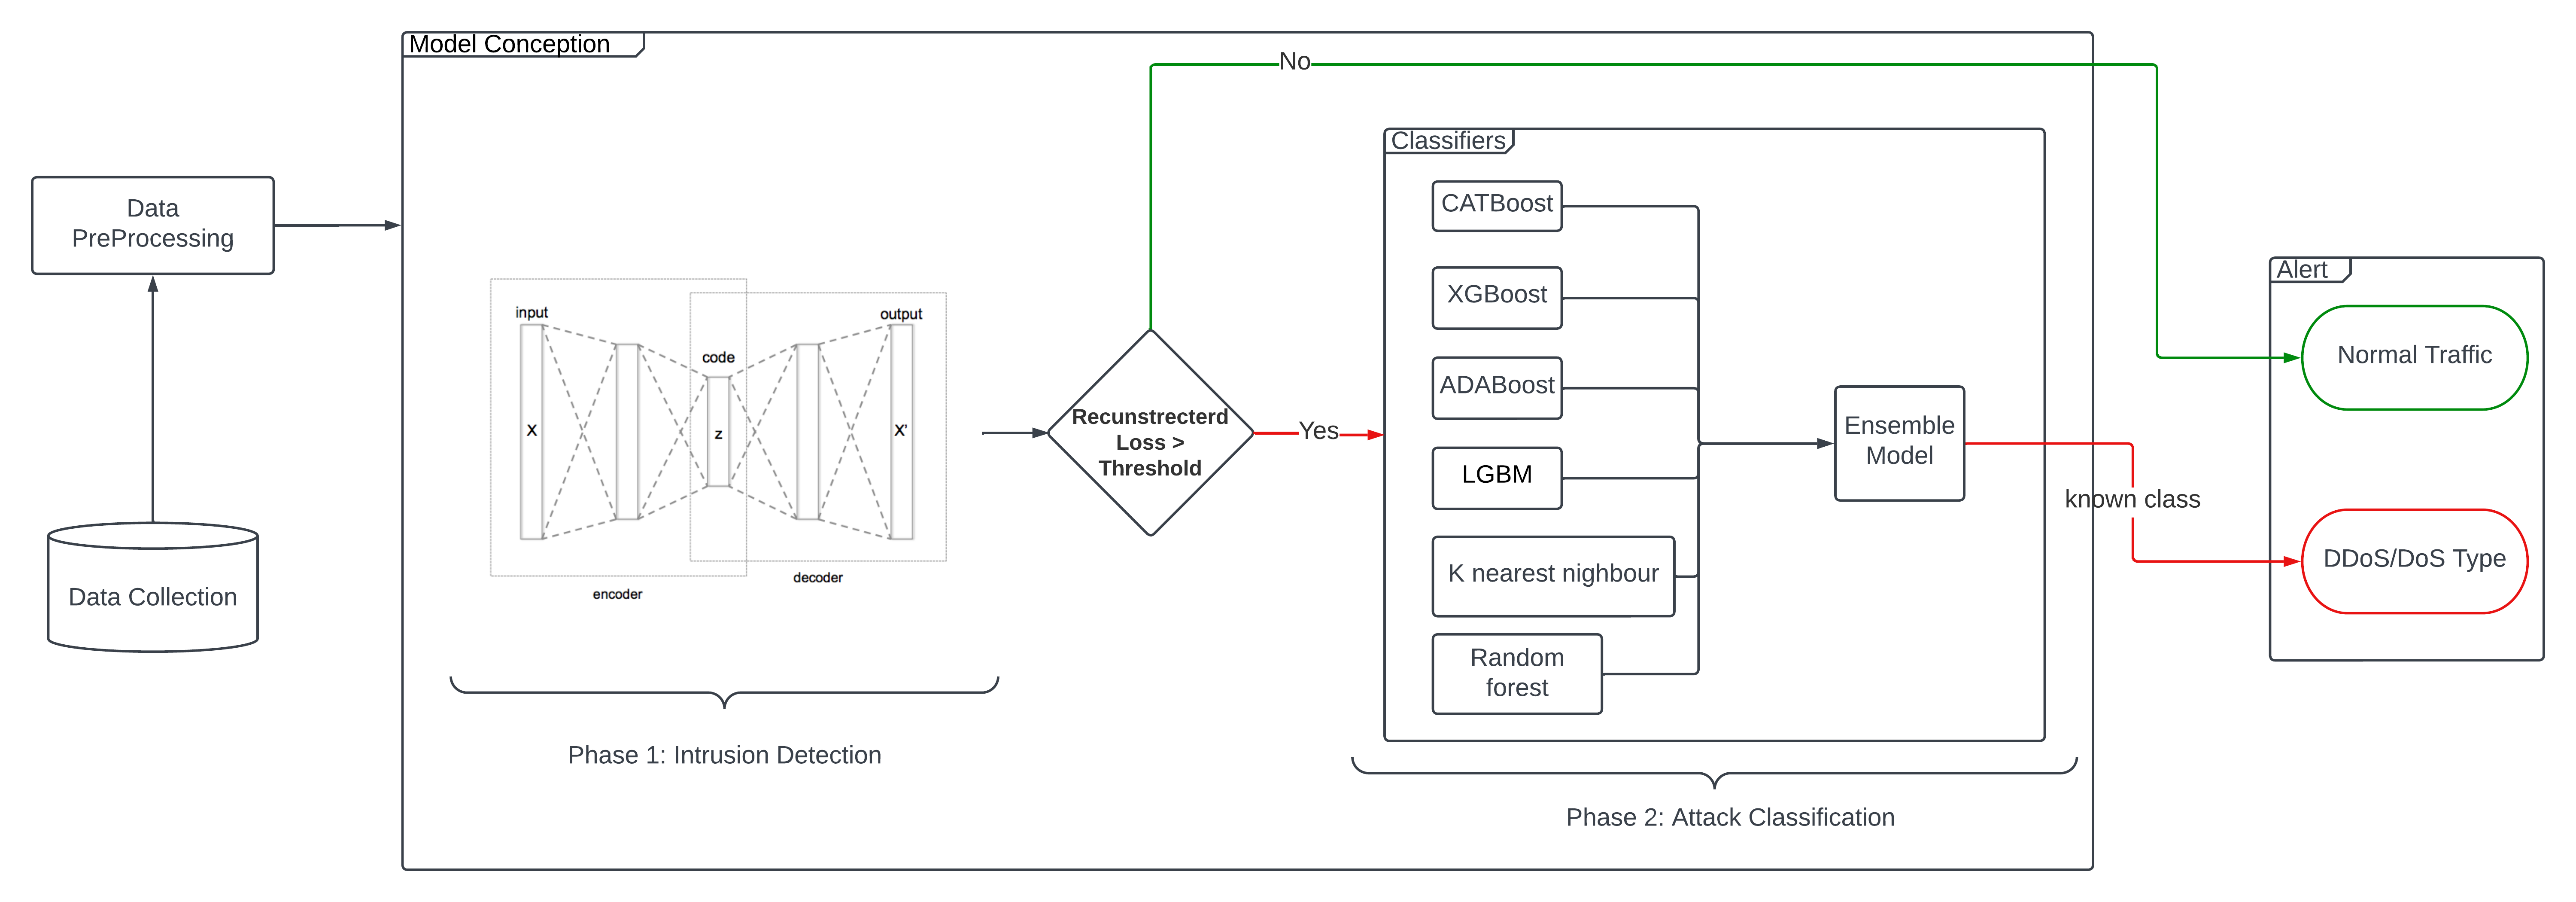 Model Conception
No
Data
PreProcessing
Data Collection
input
output
code
X
z
X'
encoder
decoder
Phase 1: Intrusion Detection
Recunstrecterd
Loss >
Threshold
Yes
Classifiers
CATBoost
XGBoost
ADABoost
LGBM
K nearest nighbour
Random
forest
Ensemble
Model
Phase 2: Attack Classification
known class
Alert
Normal Traffic
DDoS/DoS Type